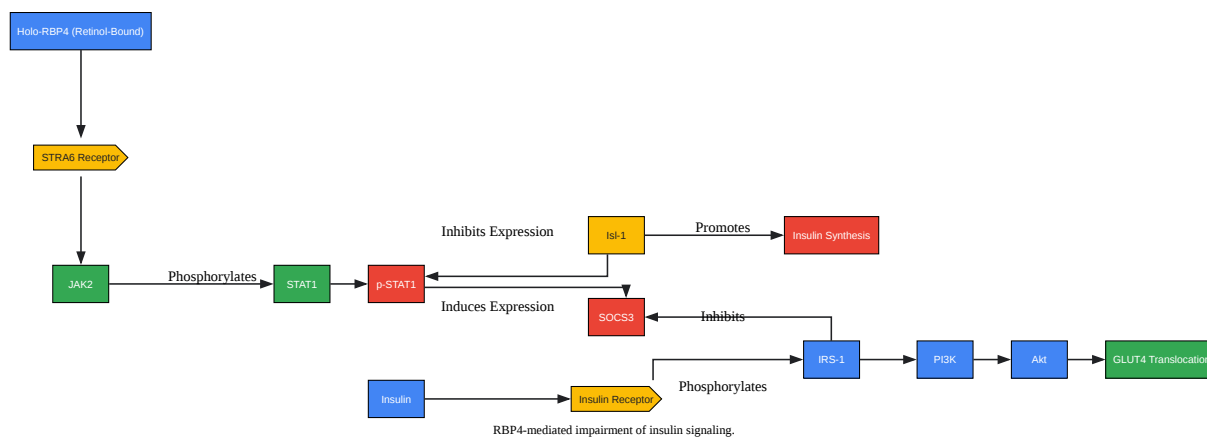 Holo-RBP4 (Retinol-Bound)
STRA6 Receptor
Inhibits Expression
Isl-1
Promotes
Insulin Synthesis
JAK2
Phosphorylates
STAT1
p-STAT1
Induces Expression
SOCS3
Inhibits
IRS-1
PI3K
Akt
GLUT4 Translocation
Phosphorylates
Insulin
Insulin Receptor
RBP4-mediated impairment of insulin signaling.